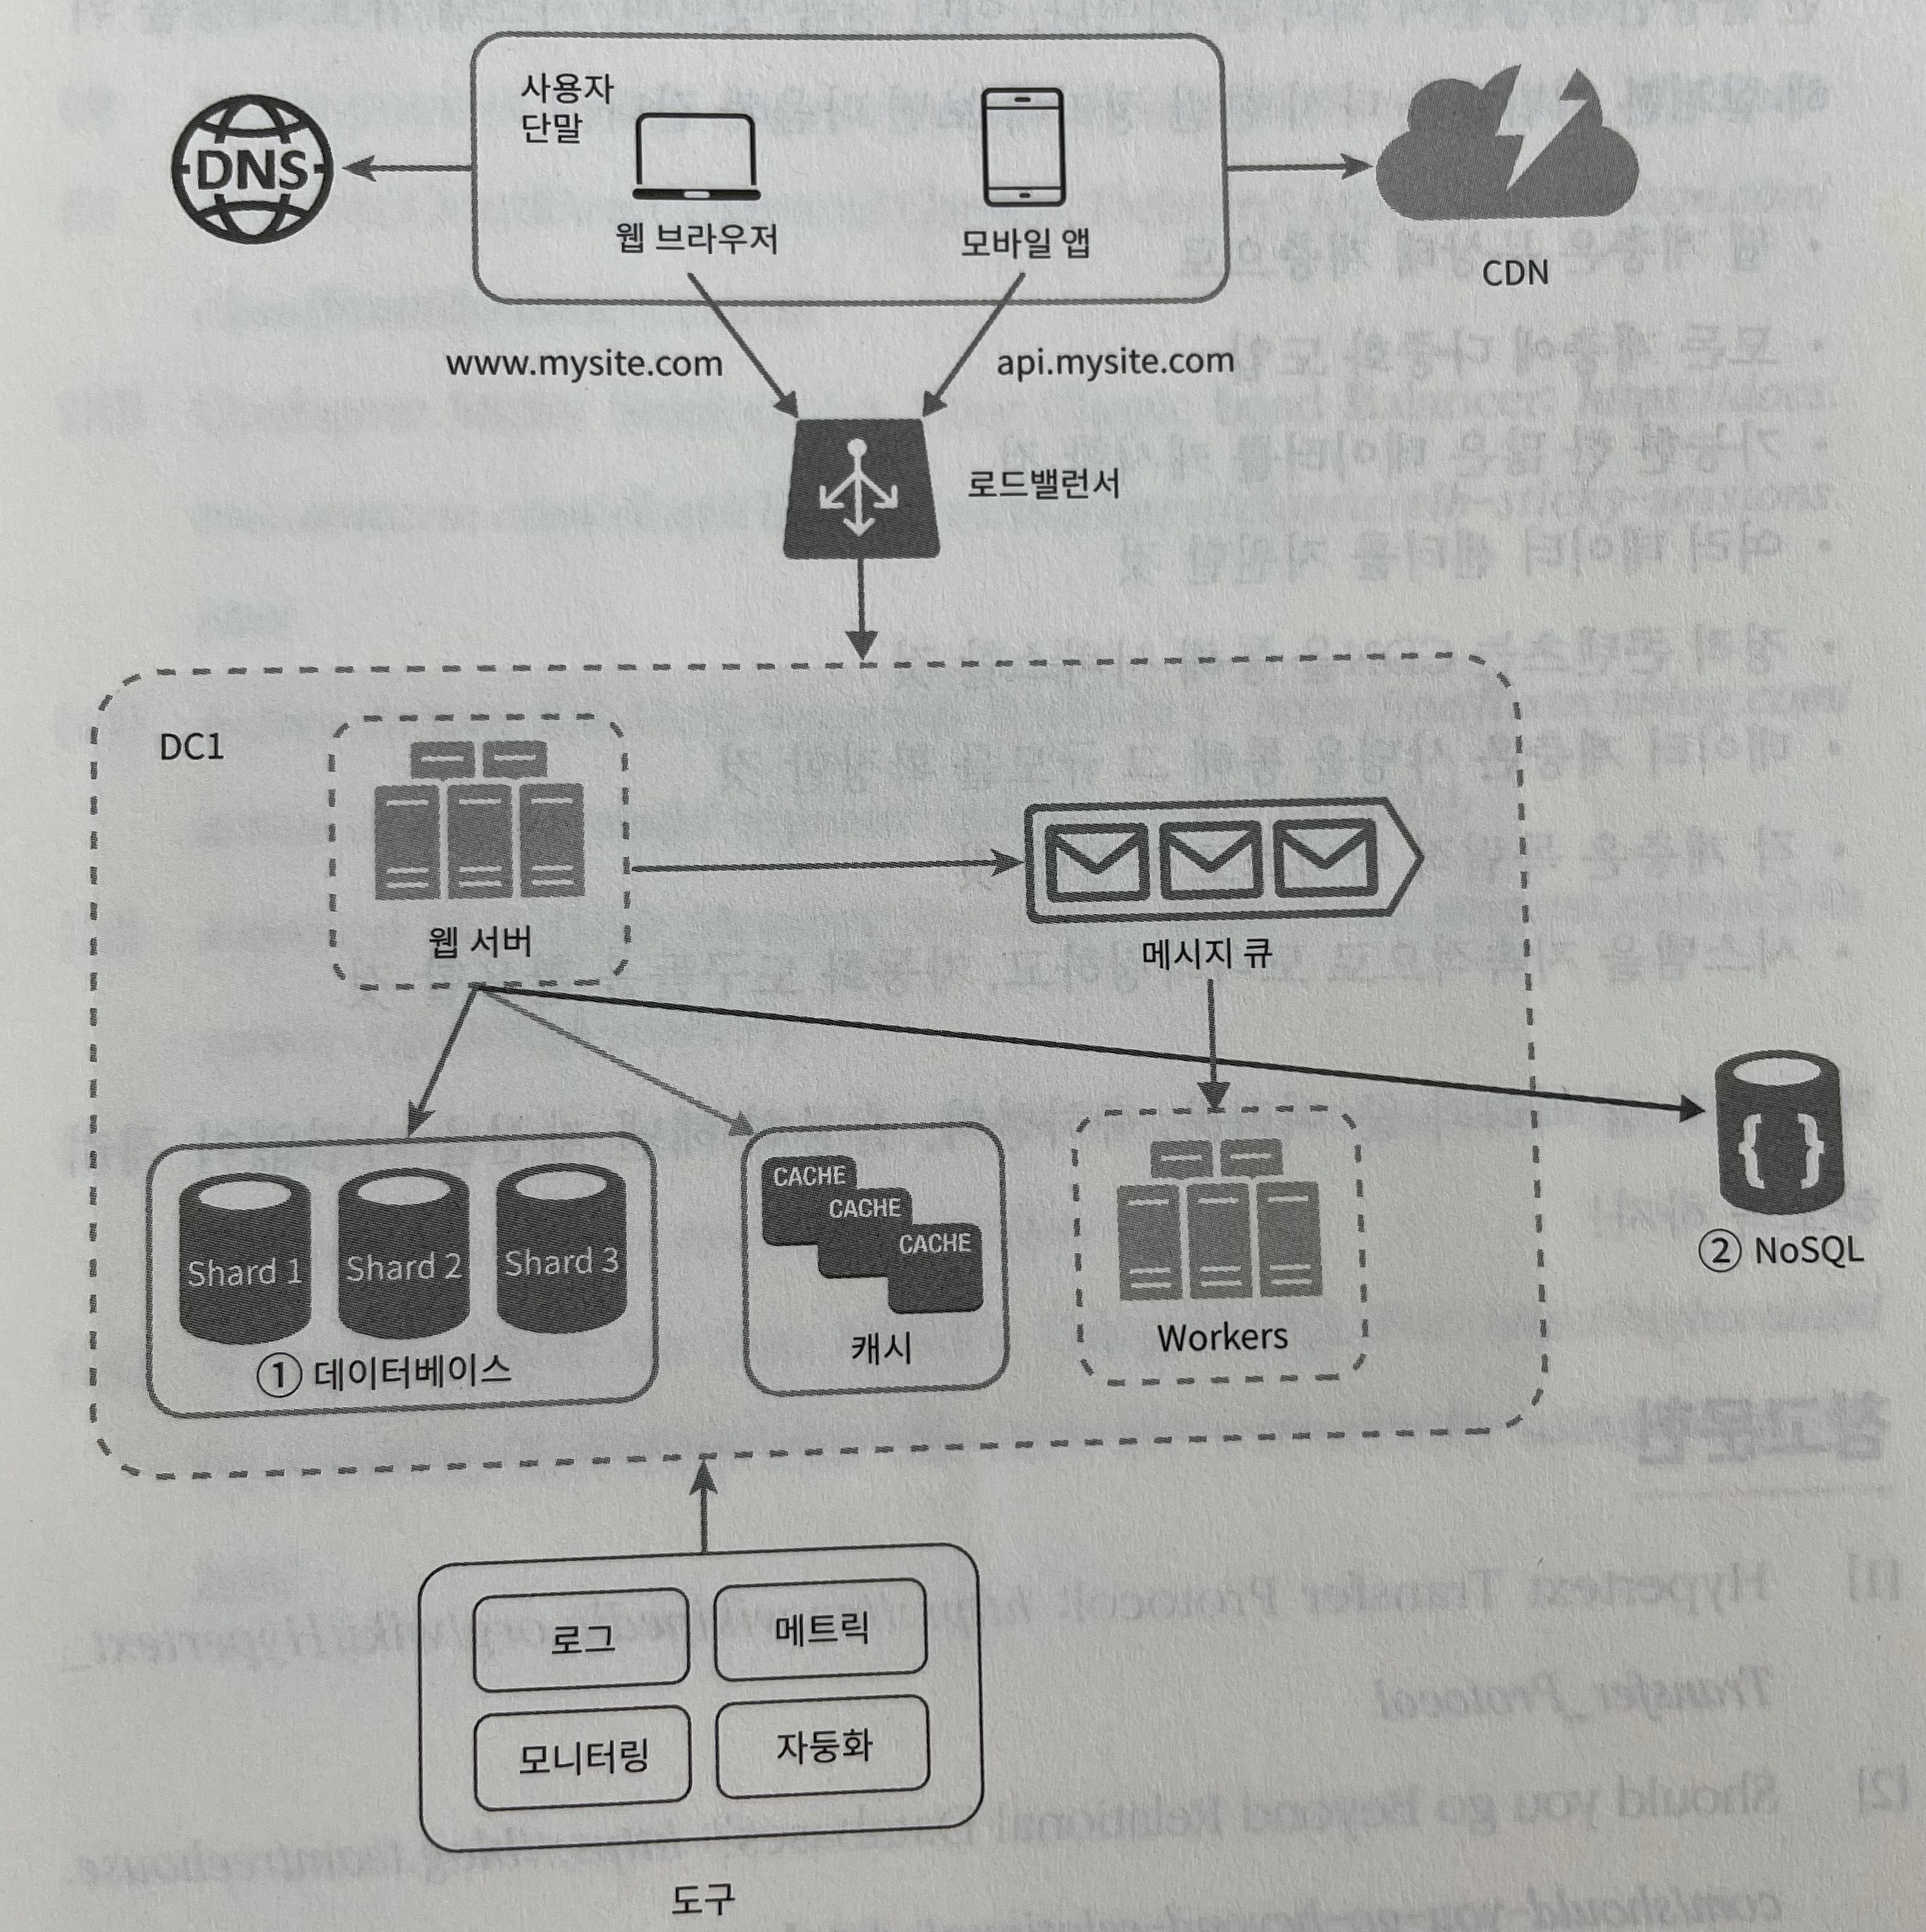 사용자
단말
DNS
웹 브라우저
모바일 앱
CDN
www.mysite.com
api.mysite.com
로드밸런서
DC1
웹 서버
메시지 큐
Shard 1
Shard 2
Shard 3
① 데이터베이스
CACHE
CACHE
CACHE
캐시
Workers
② NoSQL
로그
메트릭
모니터링
자둥화
도구